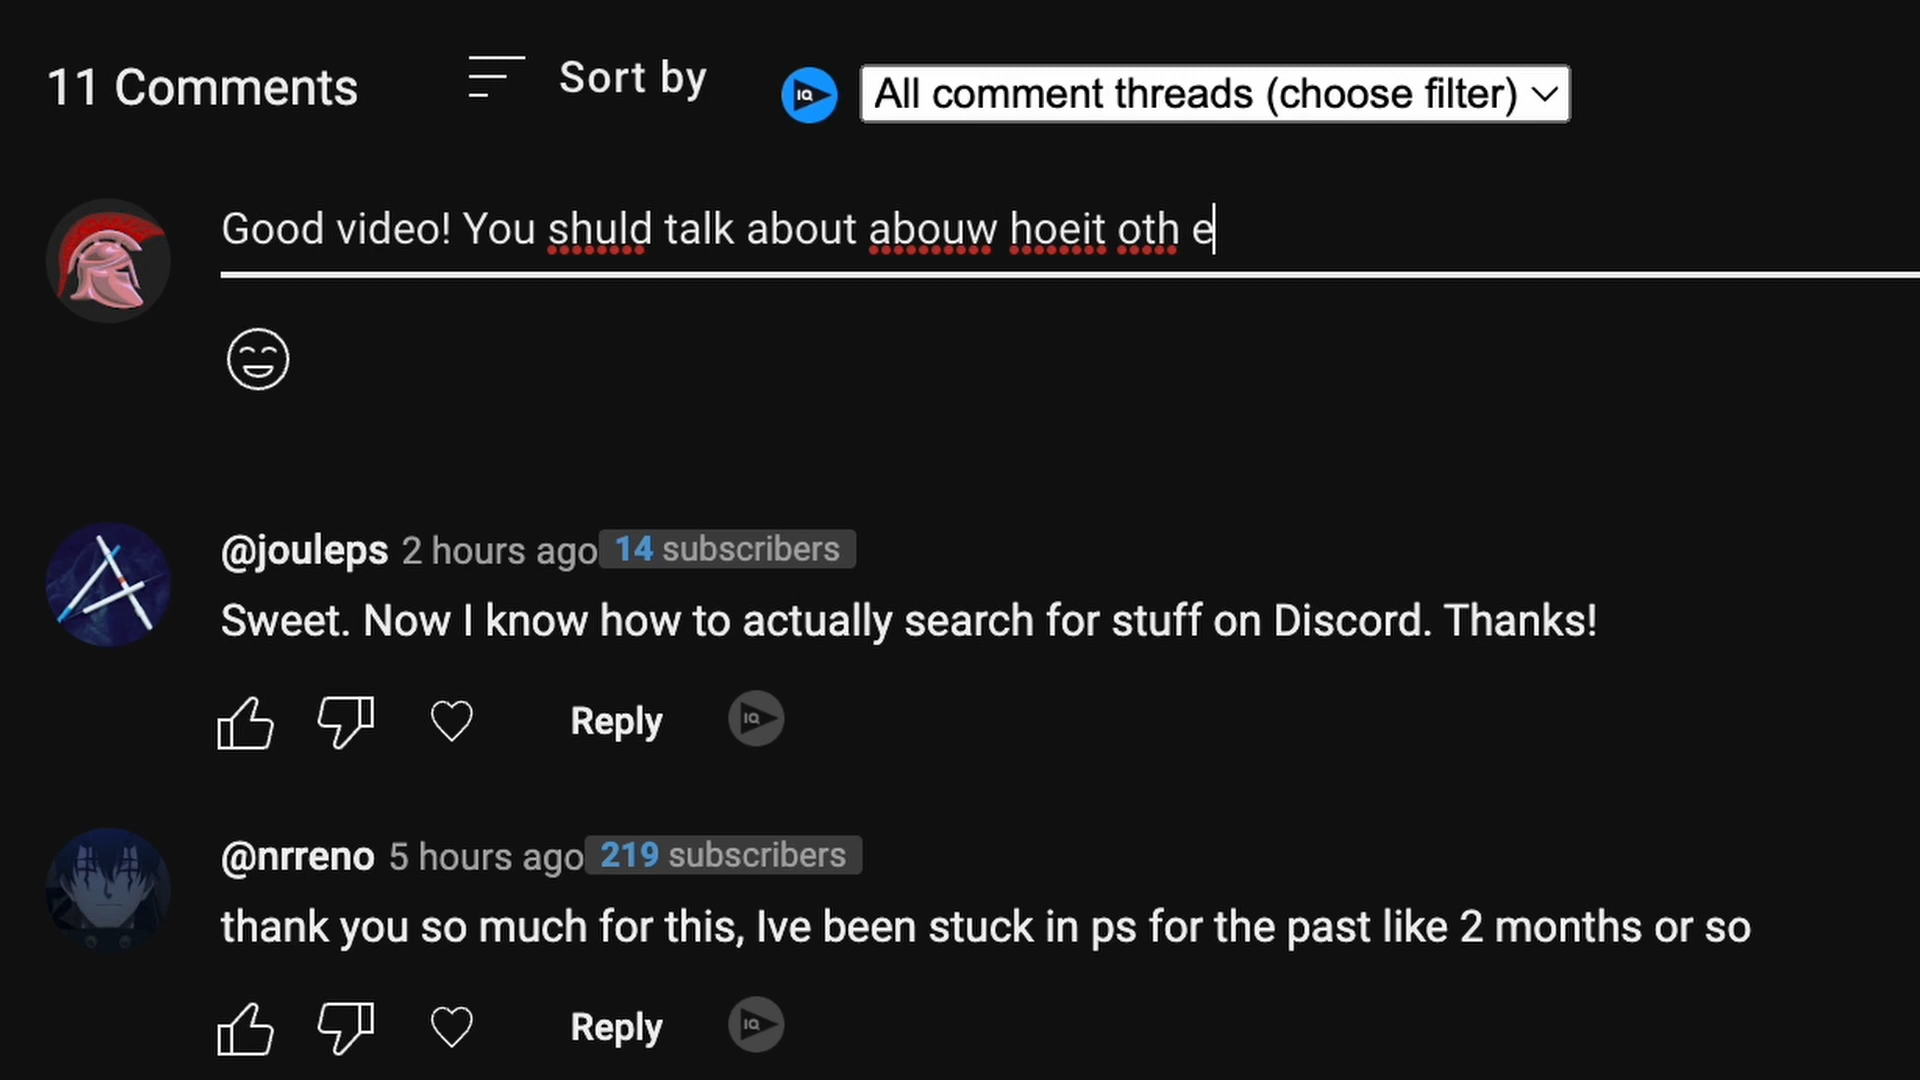 11 Comments
Sort by
IQ
All comment threads (choose filter)
Good video! You shuld talk about abouw hoeit oth e
@jouleps 2 hours ago 14 subscribers
Sweet. Now I know how to actually search for stuff on Discord. Thanks!
Reply
IQ
@nrreno 5 hours ago 219 subscribers
thank you so much for this, Ive been stuck in ps for the past like 2 months or so
Reply
IQ